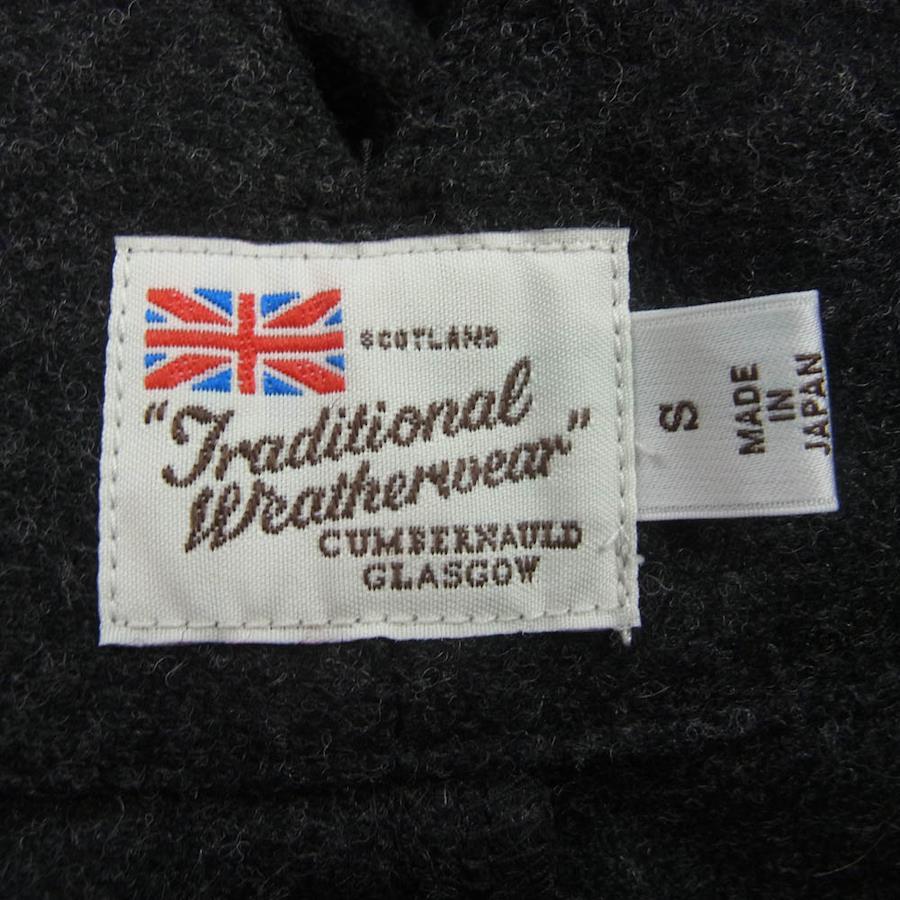 SCOTLAND
"Traditional
Weatherwear"
CUMBERNAULD
GLASGOW
S
MADE
IN
JAPAN